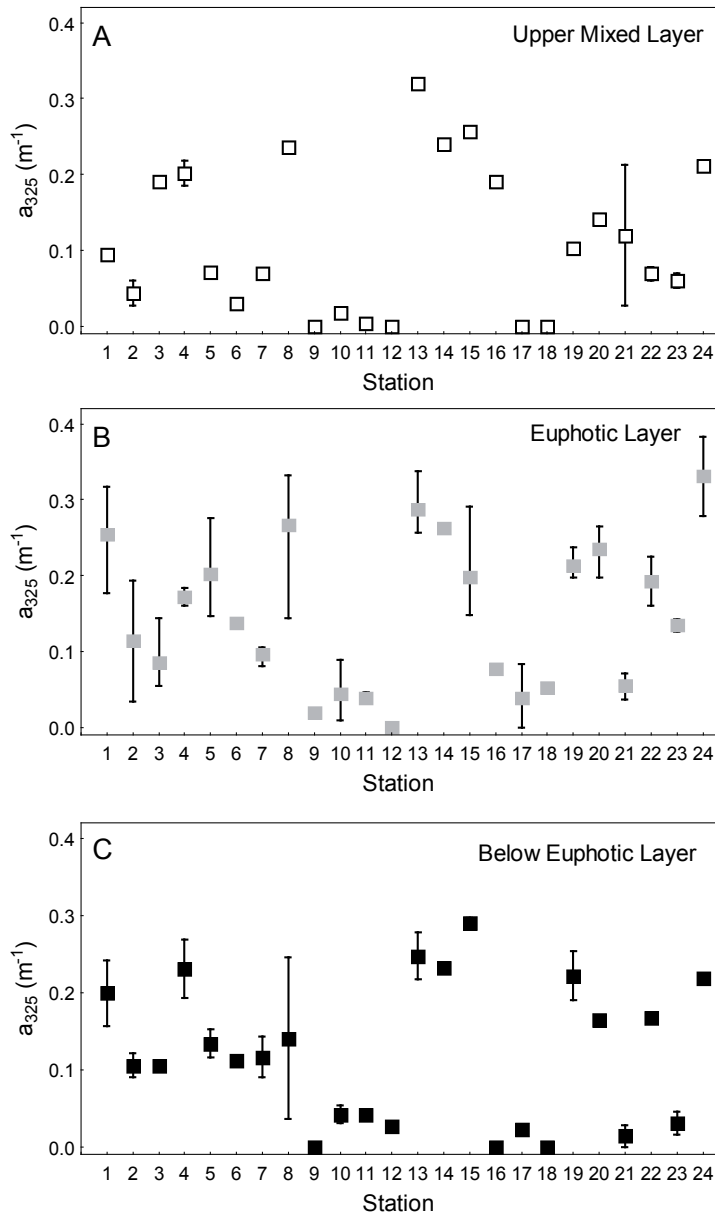 A
Upper Mixed Layer
a₃₂₅ (m⁻¹)
0.4
0.3
0.2
0.1
0.0
1 2 3 4 5 6 7 8 9 10 11 12 13 14 15 16 17 18 19 20 21 22 23 24
Station
B
Euphotic Layer
a₃₂₅ (m⁻¹)
0.4
0.3
0.2
0.1
0.0
1 2 3 4 5 6 7 8 9 10 11 12 13 14 15 16 17 18 19 20 21 22 23 24
Station
C
Below Euphotic Layer
a₃₂₅ (m⁻¹)
0.4
0.3
0.2
0.1
0.0
1 2 3 4 5 6 7 8 9 10 11 12 13 14 15 16 17 18 19 20 21 22 23 24
Station